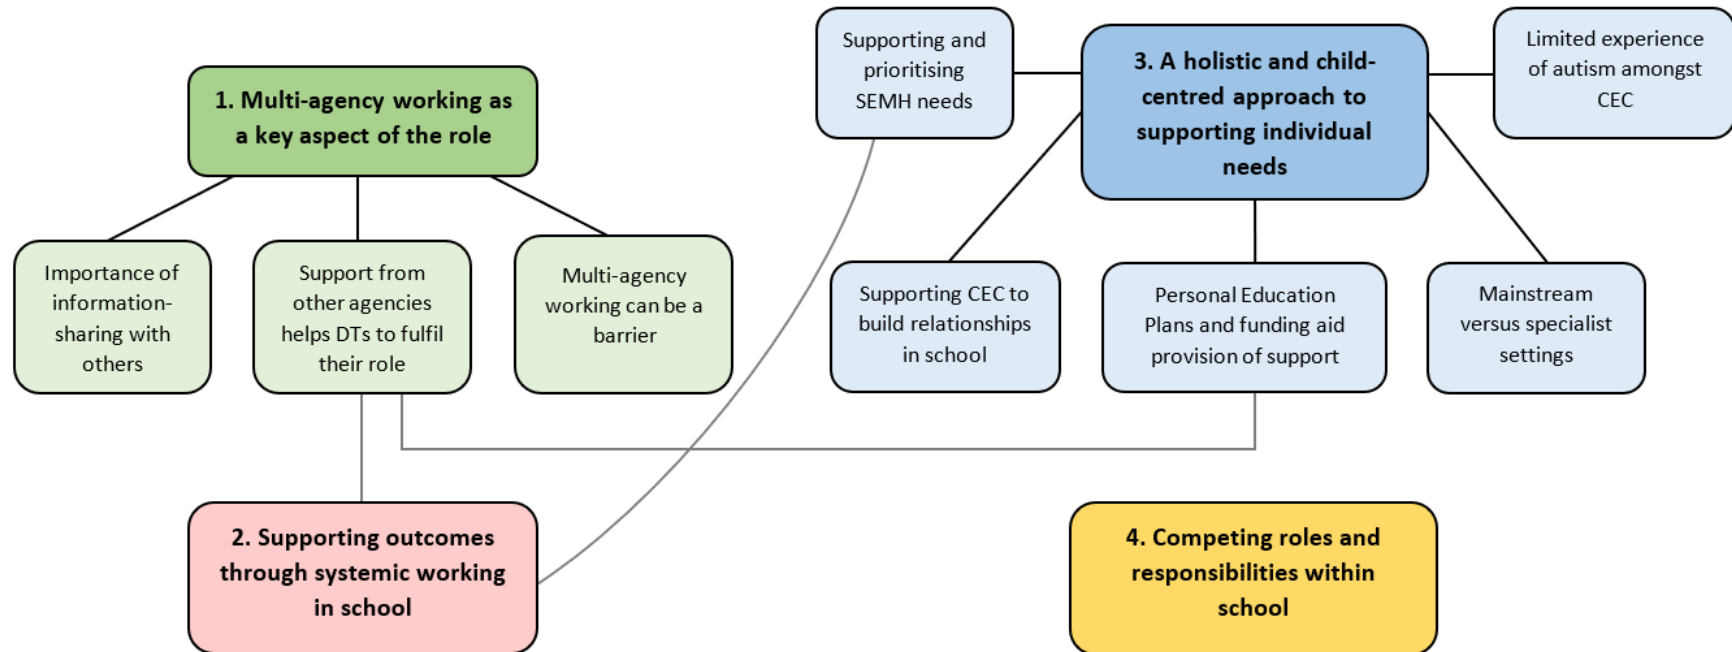 1. Multi-agency working as
a key aspect of the role
Importance of
information-
sharing with
others
Support from
other agencies
helps DTs to fulfil
their role
Multi-agency
working can be a
barrier
2. Supporting outcomes
through systemic working
in school
Supporting and
prioritising
SEMH needs
3. A holistic and child-
centred approach to
supporting individual
needs
Limited experience
of autism amongst
CEC
Supporting CEC to
build relationships
in school
Personal Education
Plans and funding aid
provision of support
Mainstream
versus specialist
settings
4. Competing roles and
responsibilities within
school